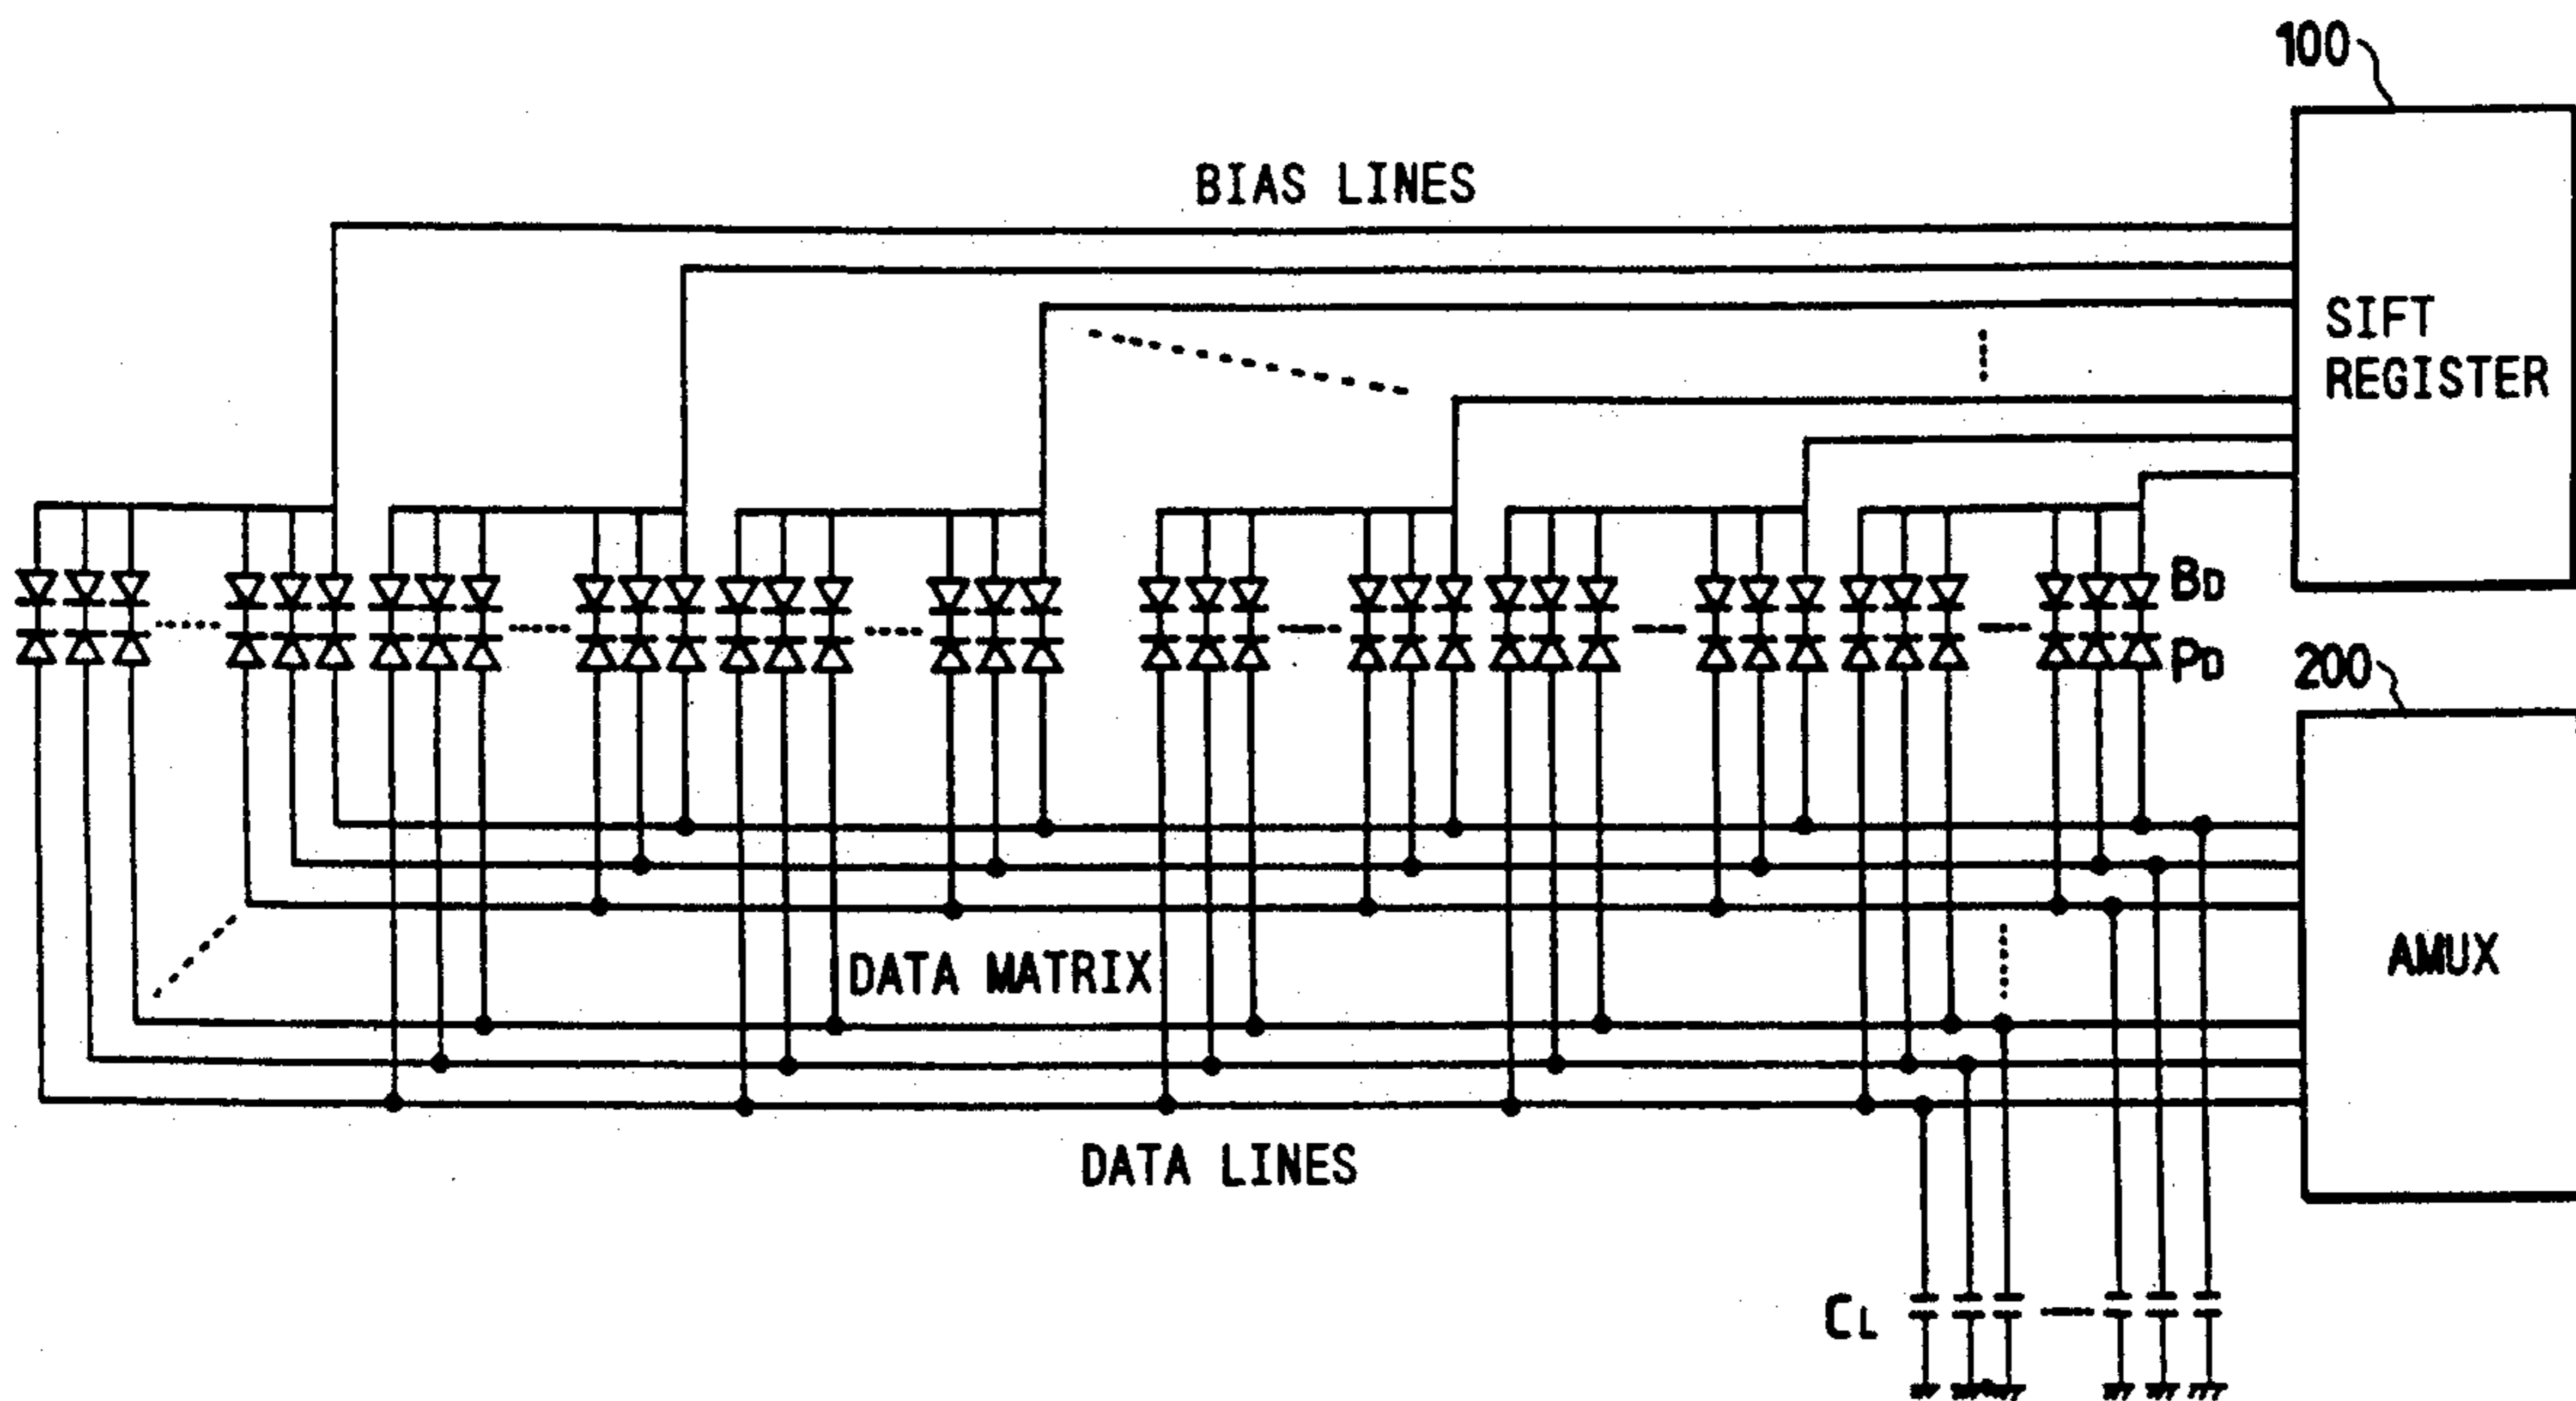 100
BIAS LINES
SIFT
REGISTER
BD
PD
200
AMUX
DATA MATRIX
DATA LINES
CL